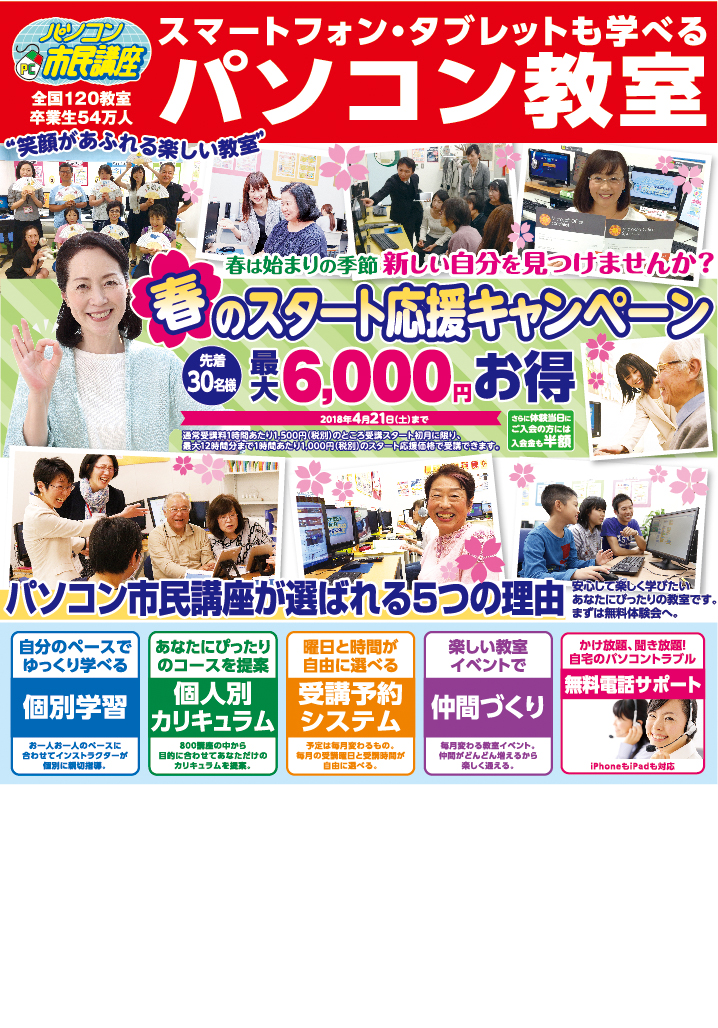 パソコン
市民講座
PC
全国120教室
卒業生54万人
スマートフォン・タブレットも学べる
パソコン教室
“笑顔があふれる楽しい教室”
春は始まりの季節 新しい自分を見つけませんか?
春のスタート応援キャンペーン
先着
30名様
最大6,000円お得
2018年4月21日(土)まで
通常受講料1時間あたり1,500円(税別)のところ受講スタート初月に限り、
最大12時間分まで1時間あたり1,000円(税別)のスタート応援価格で受講できます。
さらに体験当日に
ご入会の方には
入会金も半額
パソコン市民講座が選ばれる5つの理由
安心して楽しく学びたい
あなたにぴったりの教室です。
まずは無料体験会へ。
自分のペースで
ゆっくり学べる
個別学習
お一人お一人のペースに
合わせてインストラクターが
個別に親切指導。
あなたにぴったり
のコースを提案
個人別
カリキュラム
800講座の中から
目的に合わせてあなただけの
カリキュラムを提案。
曜日と時間が
自由に選べる
受講予約
システム
予定は毎月変わるもの。
毎月の受講曜日と受講時間が
自由に選べる。
楽しい教室
イベントで
仲間づくり
毎月変わる教室イベント。
仲間がどんどん増えるから
楽しく通える。
かけ放題、聞き放題!
自宅のパソコントラブル
無料電話サポート
iPhoneもiPadも対応